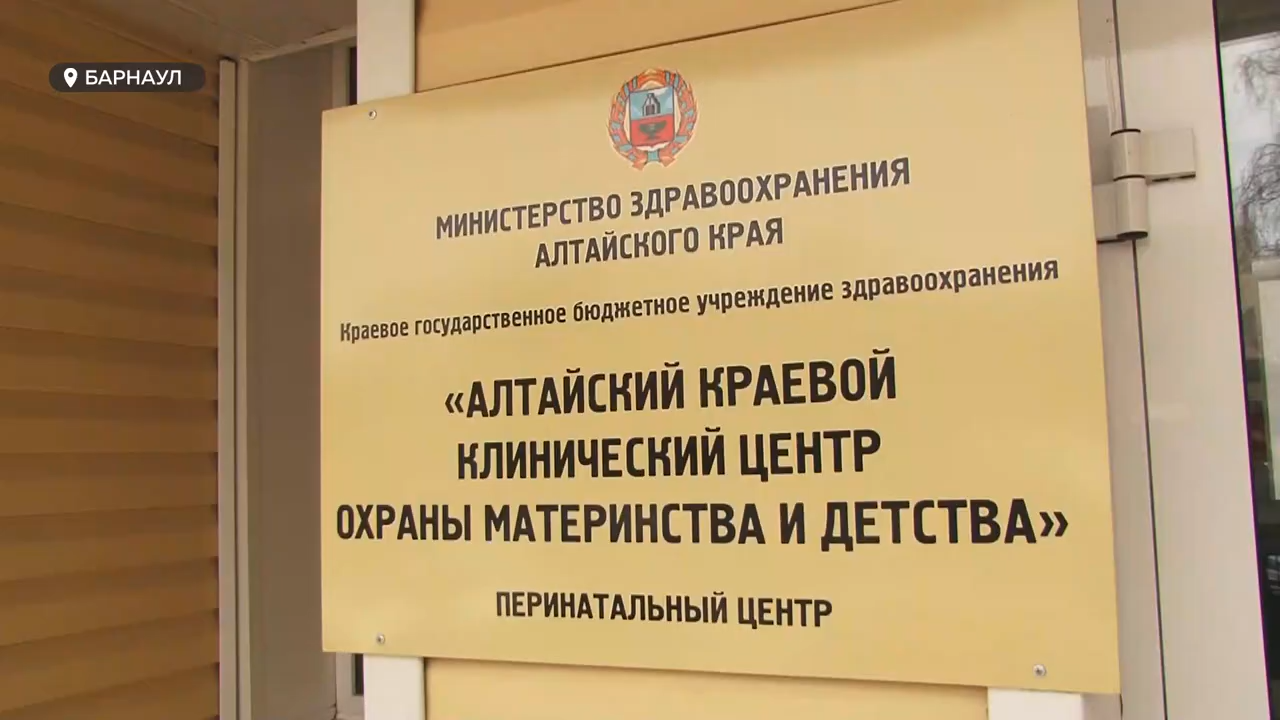 БАРНАУЛ
МИНИСТЕРСТВО ЗДРАВООХРАНЕНИЯ
АЛТАЙСКОГО КРАЯ
Краевое государственное бюджетное учреждение здравоохранения
«АЛТАЙСКИЙ КРАЕВОЙ
КЛИНИЧЕСКИЙ ЦЕНТР
ОХРАНЫ МАТЕРИНСТВА И ДЕТСТВА»
ПЕРИНАТАЛЬНЫЙ ЦЕНТР